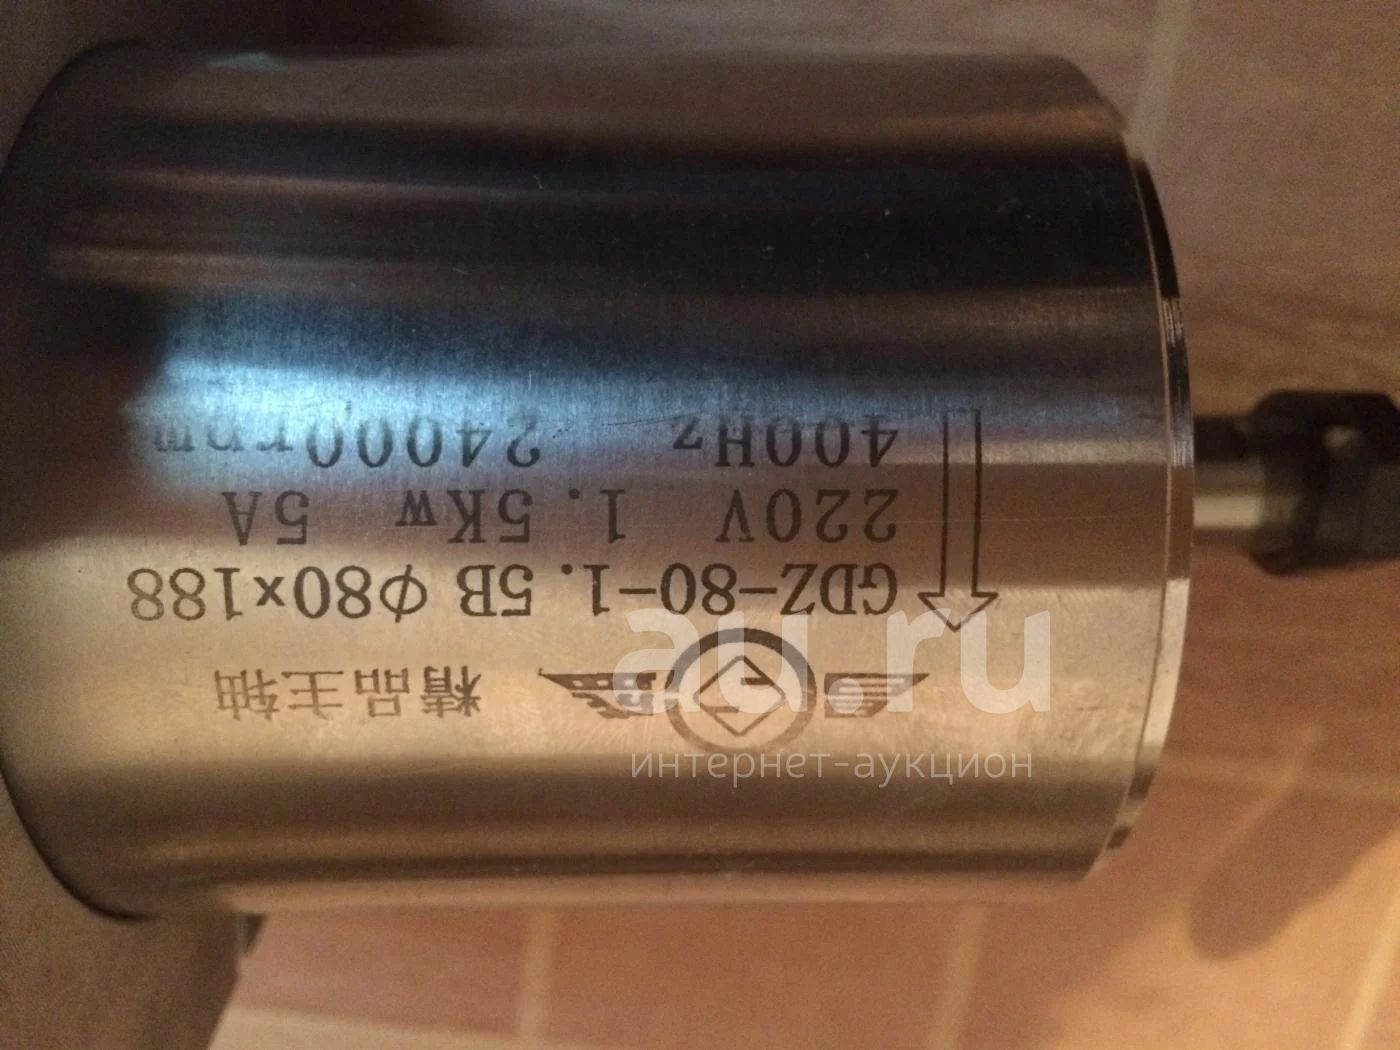 精品主轴
GDZ-80-1.5B Φ80×188
220V 1.5Kw 5A
400Hz 24000rpm
au.ru
интернет-аукцион